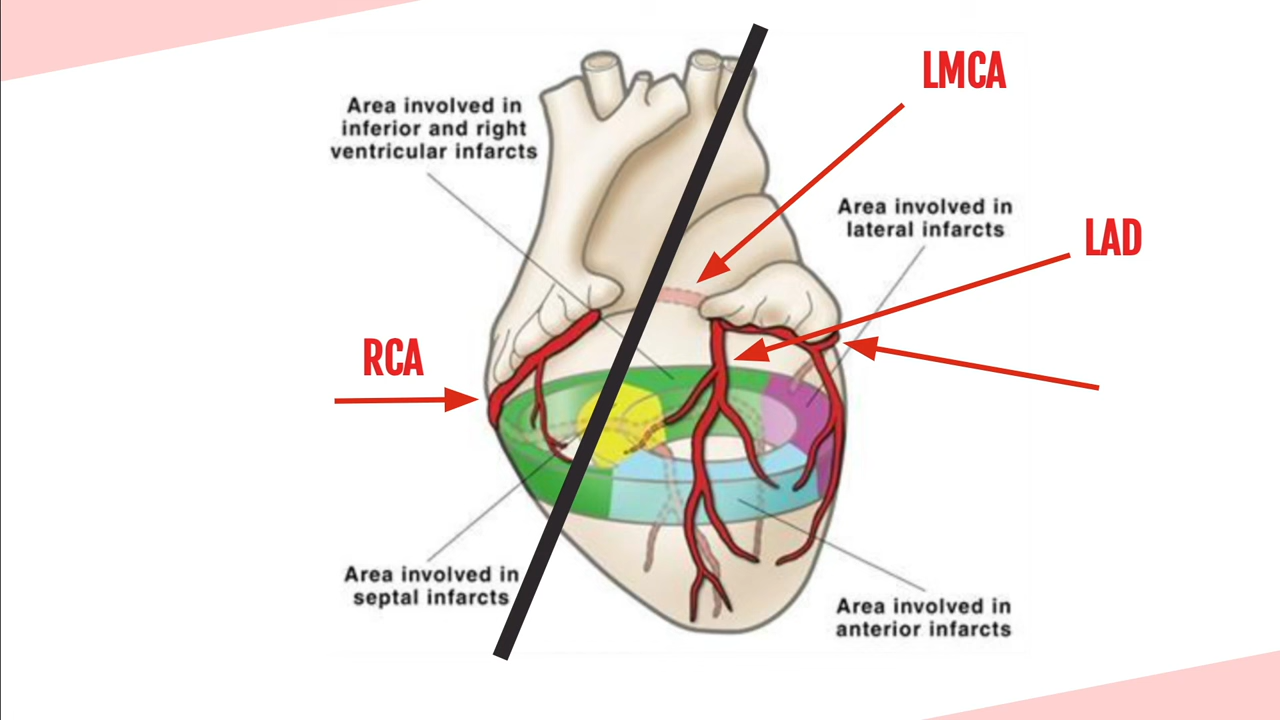 LMCA
Area involved in
inferior and right
ventricular infarcts
Area involved in
lateral infarcts
LAD
RCA
Area involved in
septal infarcts
Area involved in
anterior infarcts